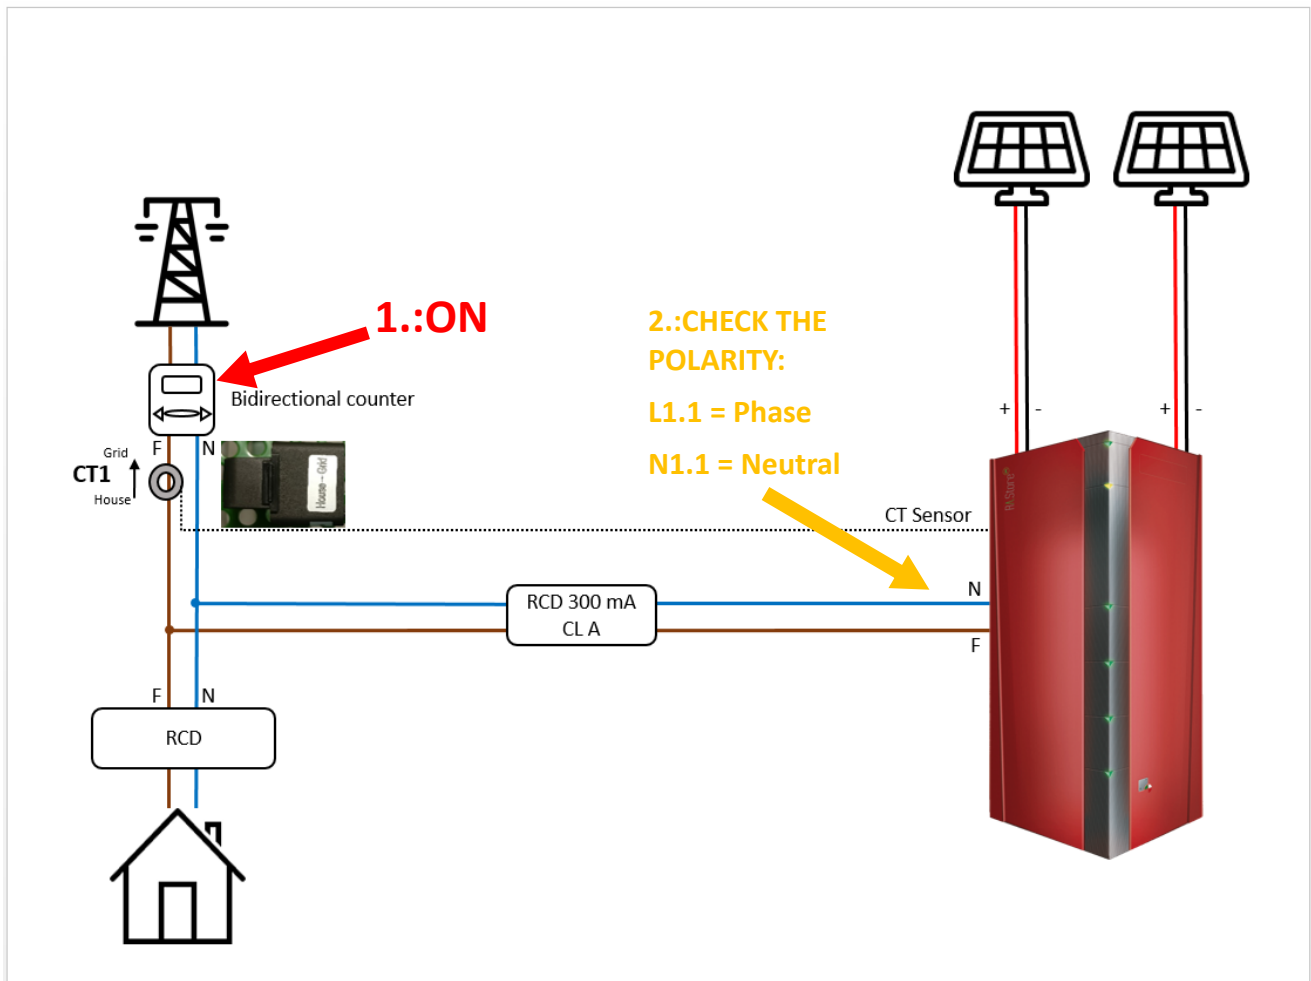 1.:ON
2.:CHECK THE
POLARITY:
L1.1 = Phase
N1.1 = Neutral
Bidirectional counter
+ -
+ -
F N
Grid
CT1
House
House → Grid
CT Sensor
RCD 300 mA
CL A
N
F
F N
RCD